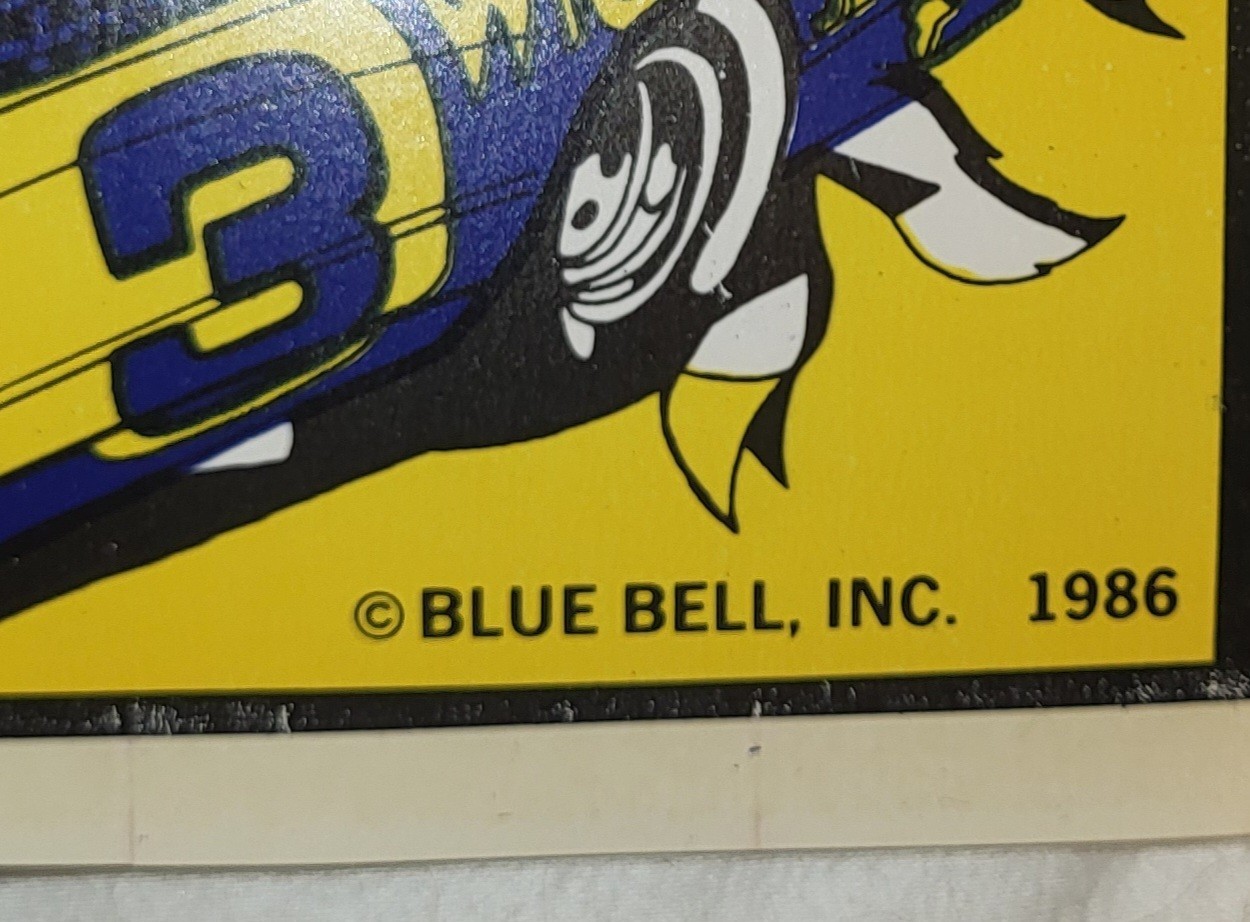 3
© BLUE BELL, INC. 1986